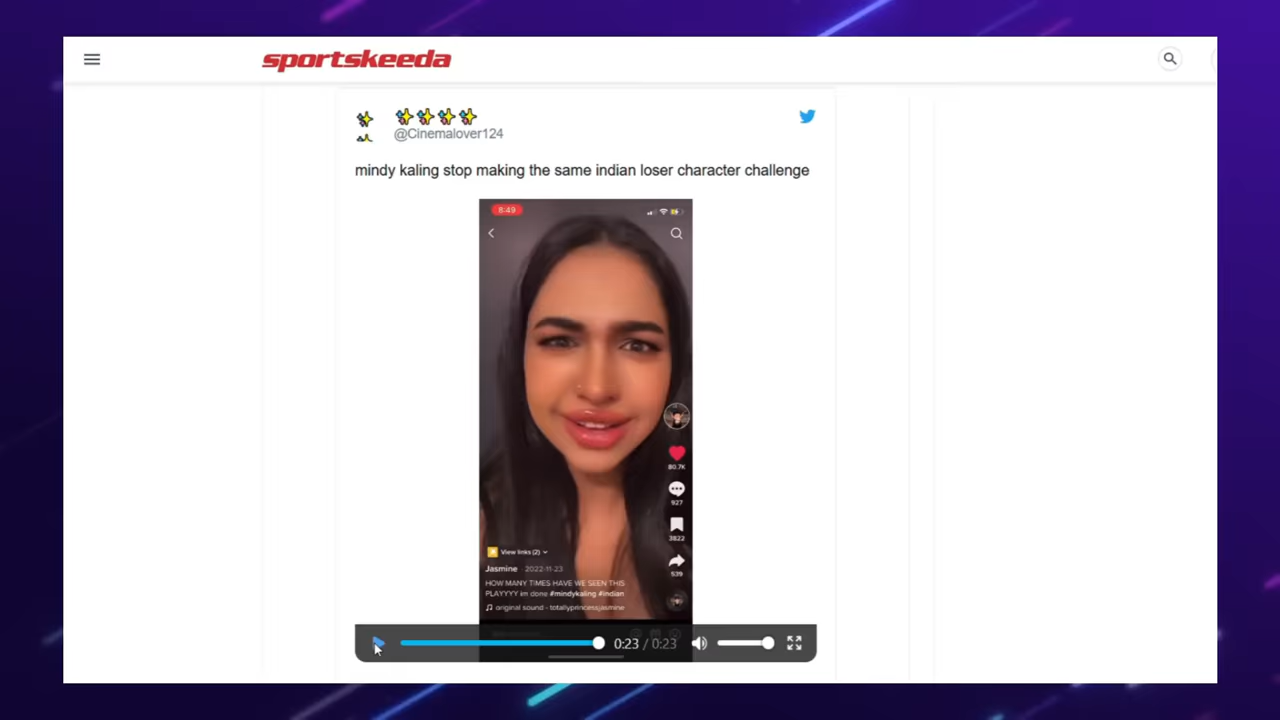 sportskeeda
@Cinemalover124
mindy kaling stop making the same indian loser character challenge
8:49
80.7K
927
3822
939
View links (2)
Jasmine · 2022-11-23
HOW MANY TIMES HAVE WE SEEN THIS
PLAYYYY im done #mindykaling #indian
original sound - totallyprincessjasmine
0:23 / 0:23